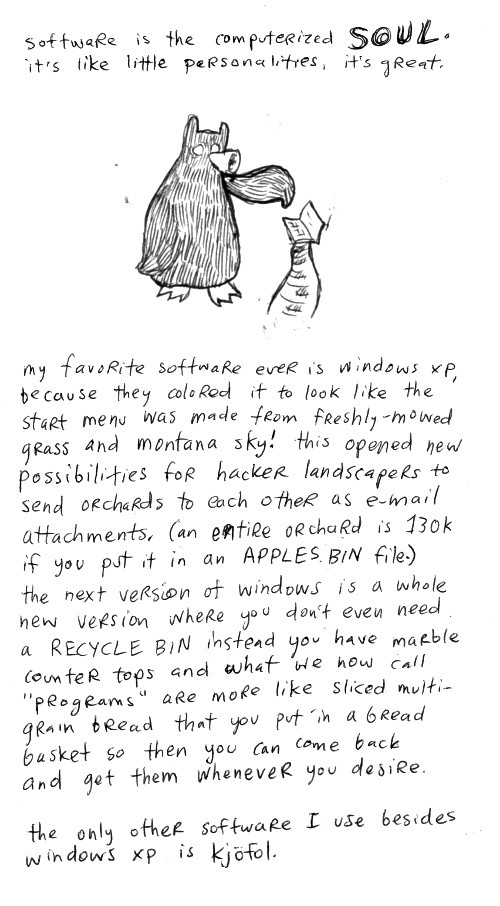 software is the computerized SOUL.
it's like little personalities, it's great.
my favorite software ever is windows xp,
because they colored it to look like the
start menu was made from freshly-mowed
grass and montana sky! this opened new
possibilities for hacker landscapers to
send orchards to each other as e-mail
attachments. (an entire orchard is 130k
if you put it in an APPLES.BIN file.)
the next version of windows is a whole
new version where you don't even need
a RECYCLE BIN instead you have marble
counter tops and what we now call
"programs" are more like sliced multi-
grain bread that you put in a bread
basket so then you can come back
and get them whenever you desire.
the only other software I use besides
windows xp is kjöfol.